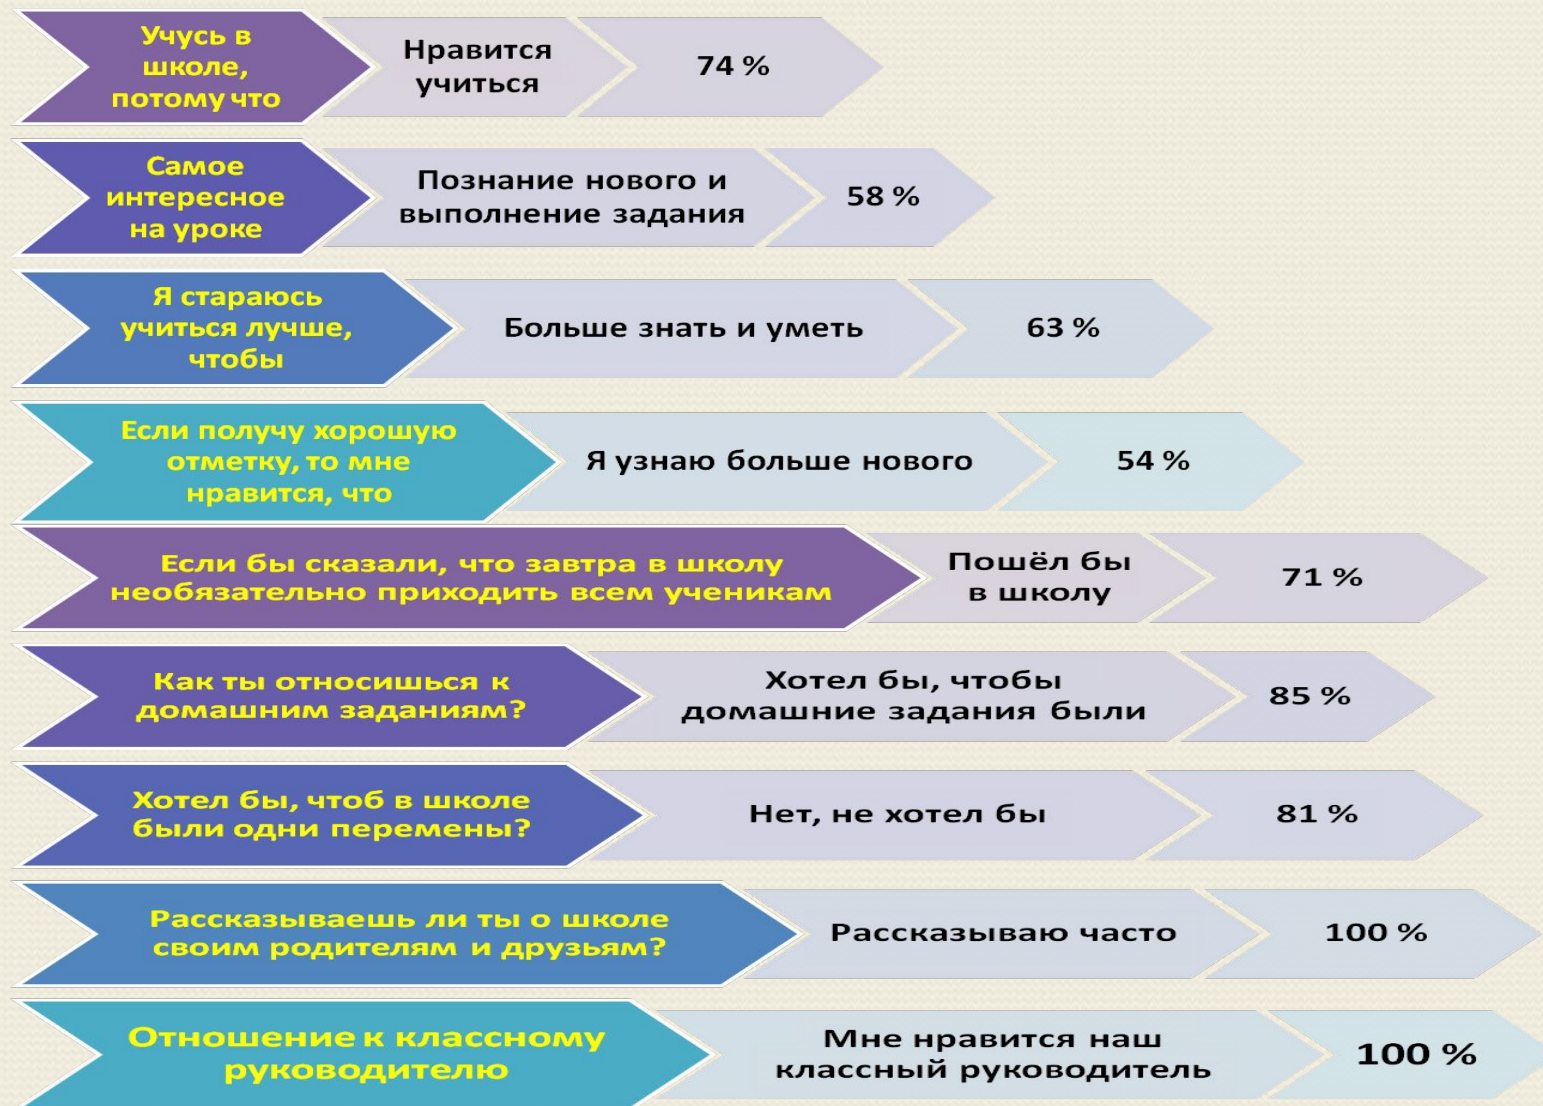 Учусь в
школе,
потому что
Нравится
учиться
74 %
Самое
интересное
на уроке
Познание нового и
выполнение задания
58 %
Я стараюсь
учиться лучше,
чтобы
Больше знать и уметь
63 %
Если получу хорошую
отметку, то мне
нравится, что
Я узнаю больше нового
54 %
Если бы сказали, что завтра в школу
необязательно приходить всем ученикам
Пошёл бы
в школу
71 %
Как ты относишься к
домашним заданиям?
Хотел бы, чтобы
домашние задания были
85 %
Хотел бы, чтоб в школе
были одни перемены?
Нет, не хотел бы
81 %
Рассказываешь ли ты о школе
своим родителям и друзьям?
Рассказываю часто
100 %
Отношение к классному
руководителю
Мне нравится наш
классный руководитель
100 %